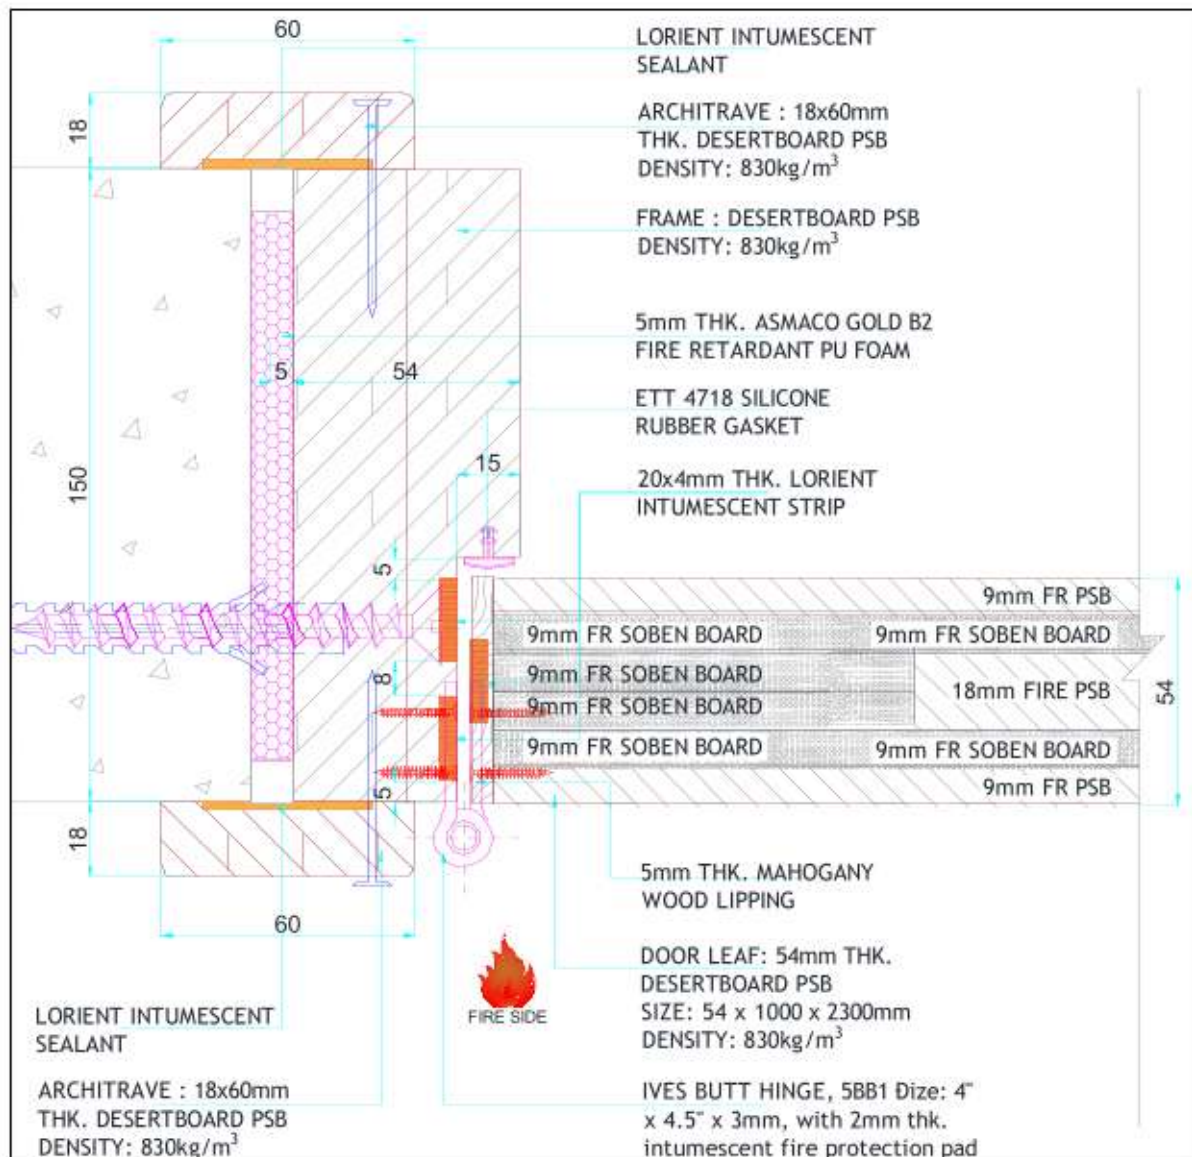 60
LORIENT INTUMESCENT
SEALANT
18
ARCHITRAVE : 18x60mm
THK. DESERTBOARD PSB
DENSITY: 830kg/m³
FRAME : DESERTBOARD PSB
DENSITY: 830kg/m³
5mm THK. ASMACO GOLD B2
FIRE RETARDANT PU FOAM
5
54
ETT 4718 SILICONE
RUBBER GASKET
15
150
20x4mm THK. LORIENT
INTUMESCENT STRIP
5
9mm FR PSB
9mm FR SOBEN BOARD
9mm FR SOBEN BOARD
9mm FR SOBEN BOARD
8
18mm FIRE PSB
54
9mm FR SOBEN BOARD
9mm FR SOBEN BOARD
9mm FR SOBEN BOARD
9mm FR PSB
5
18
5mm THK. MAHOGANY
WOOD LIPPING
60
DOOR LEAF: 54mm THK.
DESERTBOARD PSB
SIZE: 54 x 1000 x 2300mm
DENSITY: 830kg/m³
FIRE SIDE
LORIENT INTUMESCENT
SEALANT
ARCHITRAVE : 18x60mm
THK. DESERTBOARD PSB
DENSITY: 830kg/m³
IVES BUTT HINGE, 5BB1 Ðize: 4"
x 4.5" x 3mm, with 2mm thk.
intumescent fire protection pad